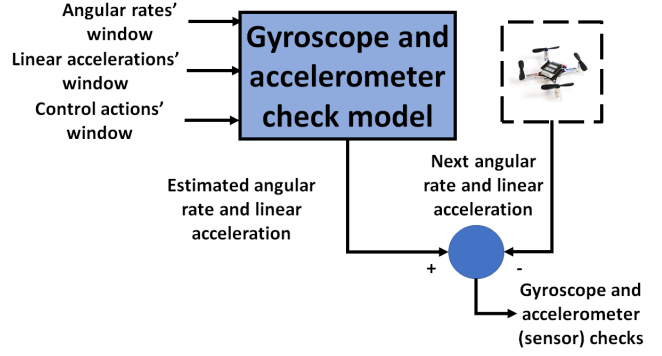 Angular rates'
window
Linear accelerations'
window
Control actions'
window
Gyroscope and
accelerometer
check model
Estimated angular
rate and linear
acceleration
Next angular
rate and linear
acceleration
+
-
Gyroscope and
accelerometer
(sensor) checks